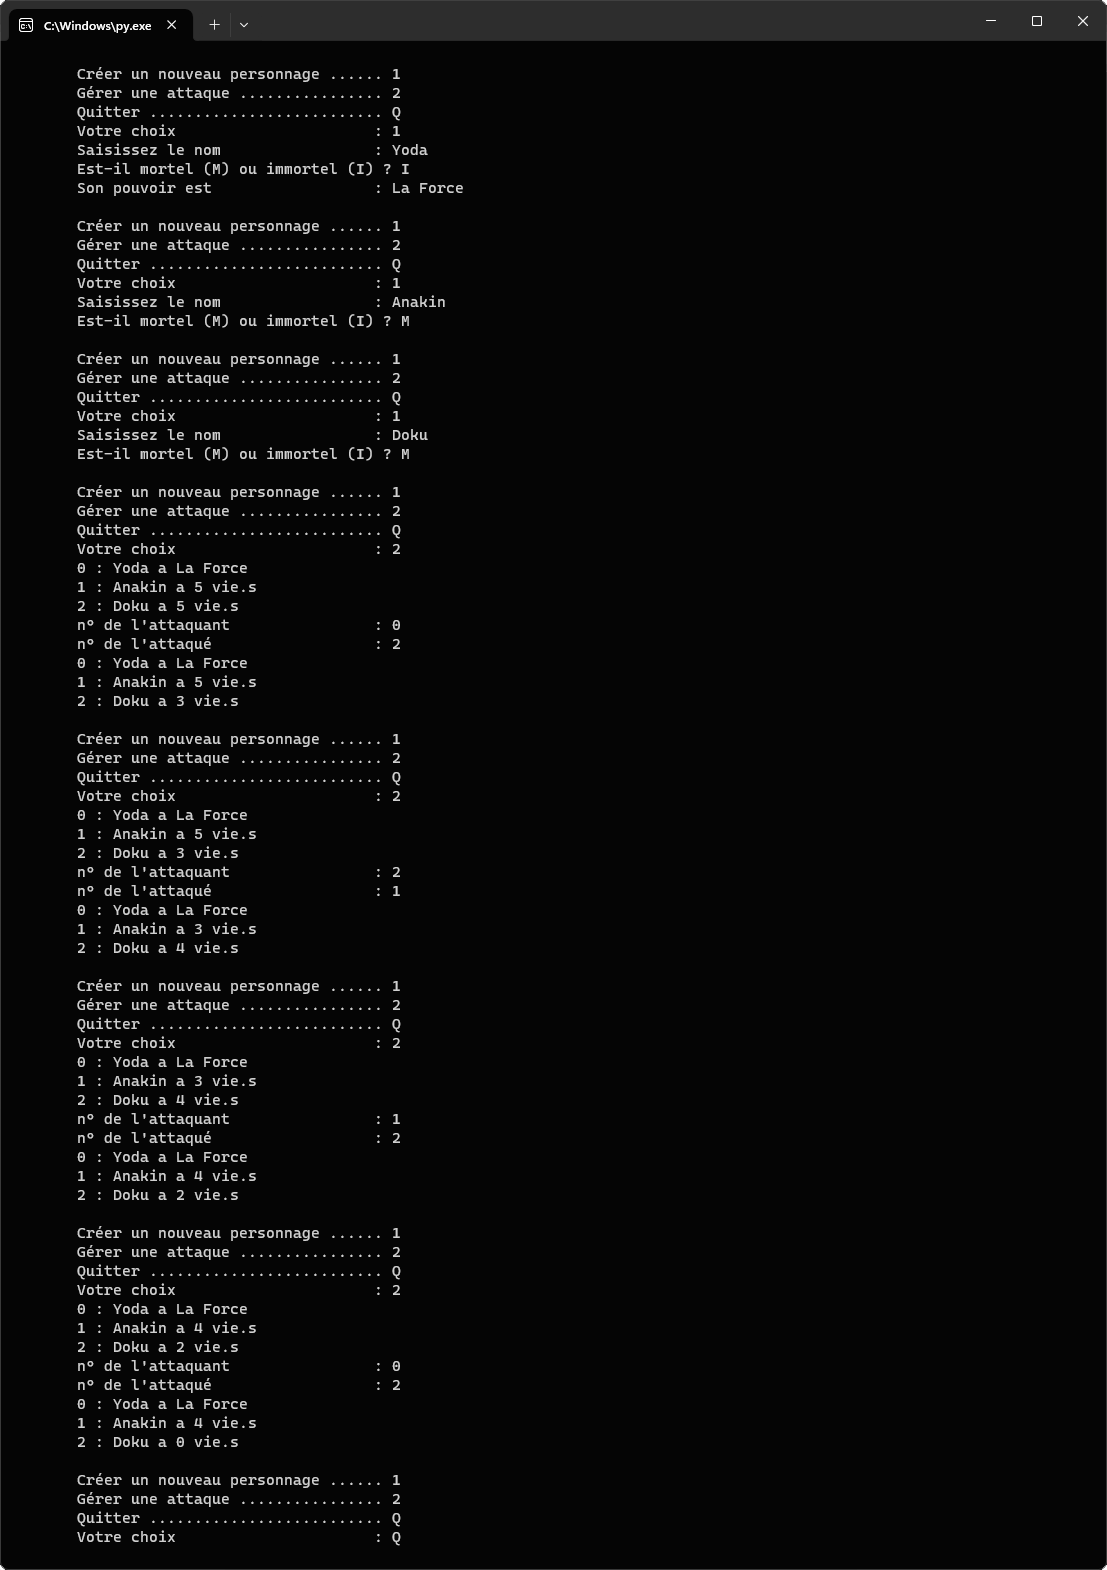 C:\Windows\py.exe
Créer un nouveau personnage ...... 1
Gérer une attaque ................ 2
Quitter .......................... Q
Votre choix                      : 1
Saisissez le nom                 : Yoda
Est-il mortel (M) ou immortel (I) ? I
Son pouvoir est                  : La Force
Créer un nouveau personnage ...... 1
Gérer une attaque ................ 2
Quitter .......................... Q
Votre choix                      : 1
Saisissez le nom                 : Anakin
Est-il mortel (M) ou immortel (I) ? M
Créer un nouveau personnage ...... 1
Gérer une attaque ................ 2
Quitter .......................... Q
Votre choix                      : 1
Saisissez le nom                 : Doku
Est-il mortel (M) ou immortel (I) ? M
Créer un nouveau personnage ...... 1
Gérer une attaque ................ 2
Quitter .......................... Q
Votre choix                      : 2
0 : Yoda a La Force
1 : Anakin a 5 vie.s
2 : Doku a 5 vie.s
n° de l'attaquant                : 0
n° de l'attaqué                  : 2
0 : Yoda a La Force
1 : Anakin a 5 vie.s
2 : Doku a 3 vie.s
Créer un nouveau personnage ...... 1
Gérer une attaque ................ 2
Quitter .......................... Q
Votre choix                      : 2
0 : Yoda a La Force
1 : Anakin a 5 vie.s
2 : Doku a 3 vie.s
n° de l'attaquant                : 2
n° de l'attaqué                  : 1
0 : Yoda a La Force
1 : Anakin a 3 vie.s
2 : Doku a 4 vie.s
Créer un nouveau personnage ...... 1
Gérer une attaque ................ 2
Quitter .......................... Q
Votre choix                      : 2
0 : Yoda a La Force
1 : Anakin a 3 vie.s
2 : Doku a 4 vie.s
n° de l'attaquant                : 1
n° de l'attaqué                  : 2
0 : Yoda a La Force
1 : Anakin a 4 vie.s
2 : Doku a 2 vie.s
Créer un nouveau personnage ...... 1
Gérer une attaque ................ 2
Quitter .......................... Q
Votre choix                      : 2
0 : Yoda a La Force
1 : Anakin a 4 vie.s
2 : Doku a 2 vie.s
n° de l'attaquant                : 0
n° de l'attaqué                  : 2
0 : Yoda a La Force
1 : Anakin a 4 vie.s
2 : Doku a 0 vie.s
Créer un nouveau personnage ...... 1
Gérer une attaque ................ 2
Quitter .......................... Q
Votre choix                      : Q